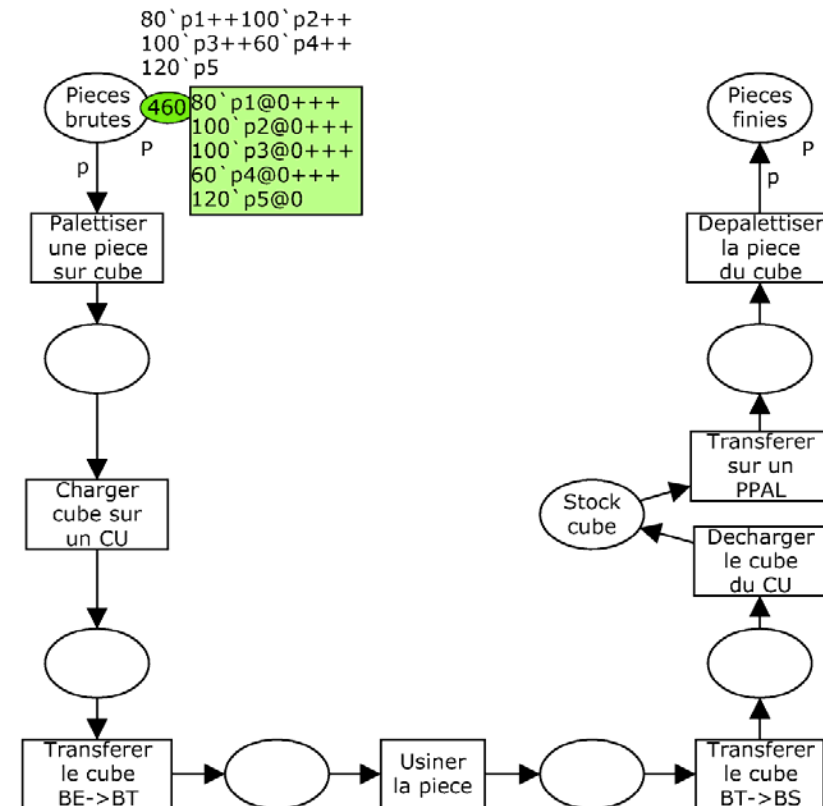 80`p1++100`p2++
100`p3++60`p4++
120`p5
Pieces
brutes
460
80`p1@0+++
100`p2@0+++
100`p3@0+++
60`p4@0+++
120`p5@0
P
p
Palettiser
une piece
sur cube
Charger
cube sur
un CU
Transferer
le cube
BE->BT
Usiner
la piece
Transferer
le cube
BT->BS
Decharger
le cube
du CU
Stock
cube
Transferer
sur un
PPAL
Depalettiser
la piece
du cube
p
Pieces
finies
P